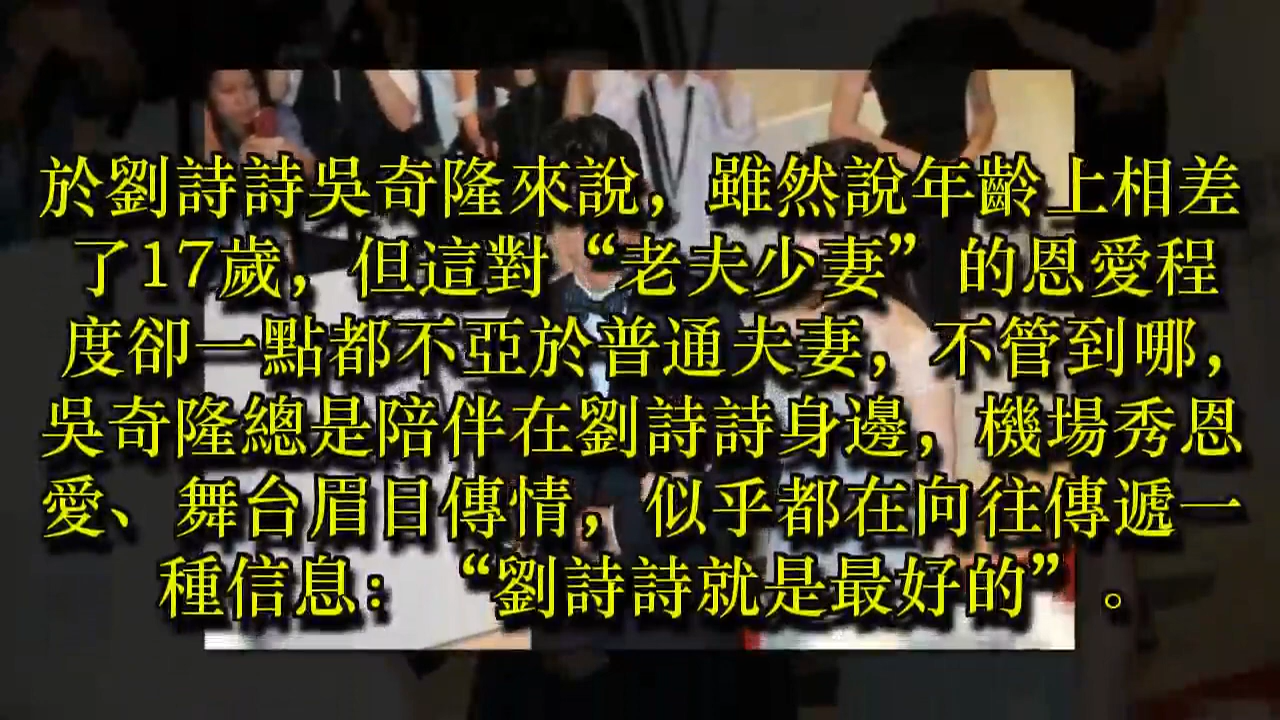 於劉詩詩吳奇隆來說，雖然說年齡上相差
了17歲，但這對“老夫少妻”的恩愛程
度卻一點都不亞於普通夫妻，不管到哪，
吳奇隆總是陪伴在劉詩詩身邊，機場秀恩
愛、舞台眉目傳情，似乎都在向往傳遞一
種信息：“劉詩詩就是最好的”。